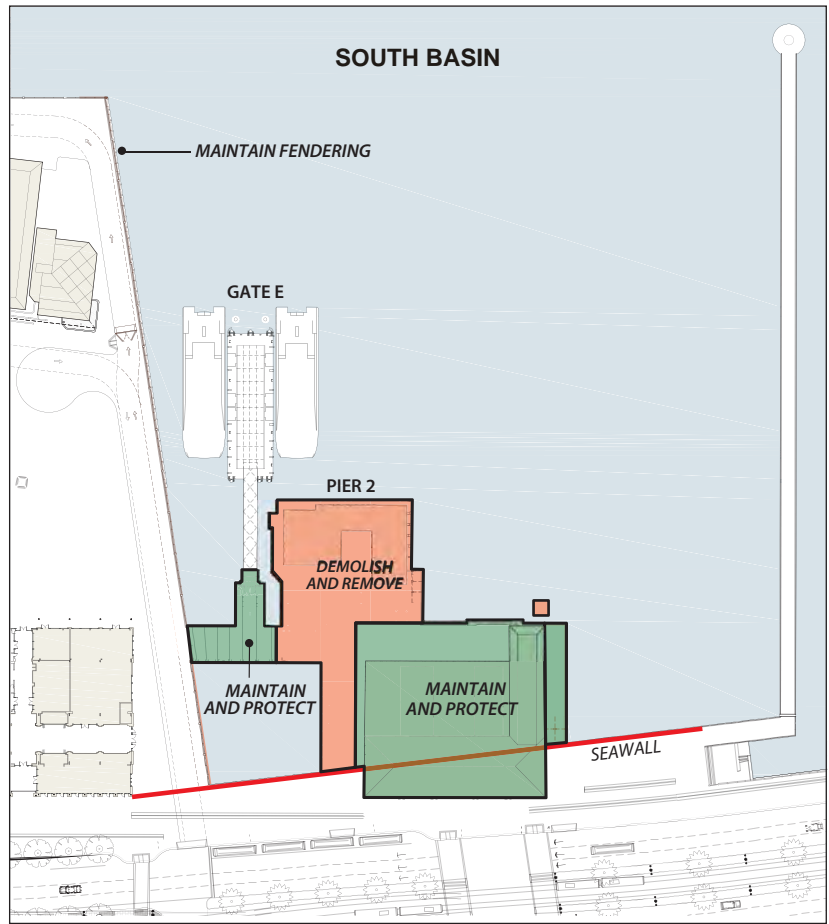 SOUTH BASIN
MAINTAIN FENDERING
GATE E
PIER 2
DEMOLISH
AND REMOVE
MAINTAIN
AND PROTECT
MAINTAIN
AND PROTECT
SEAWALL